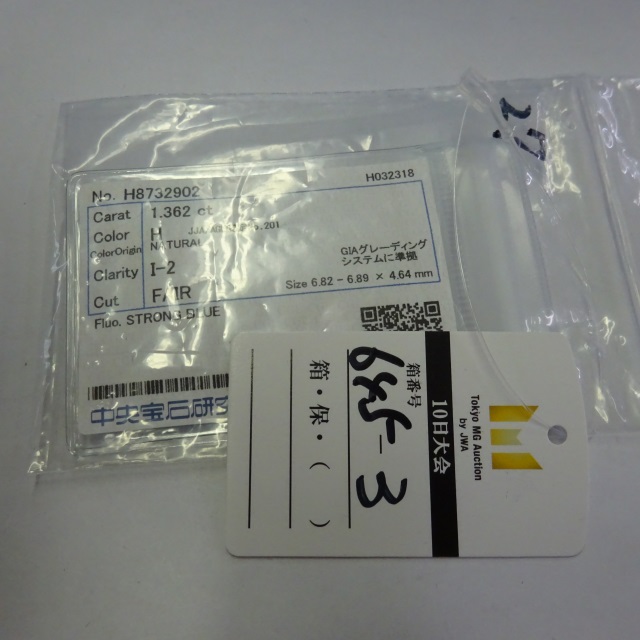 No. H8732902
H032318
Carat 1.362 ct
Color H
ColorOrigin NATURAL
Clarity I-2
Cut FAIR
GIAグレーディング
システムに準拠
Size 6.82 - 6.89 × 4.64 mm
Fluo. STRONG BLUE
中央宝石研
Tokyo MG Auction
by JWA
10日大会
箱番号
箱・保・( )